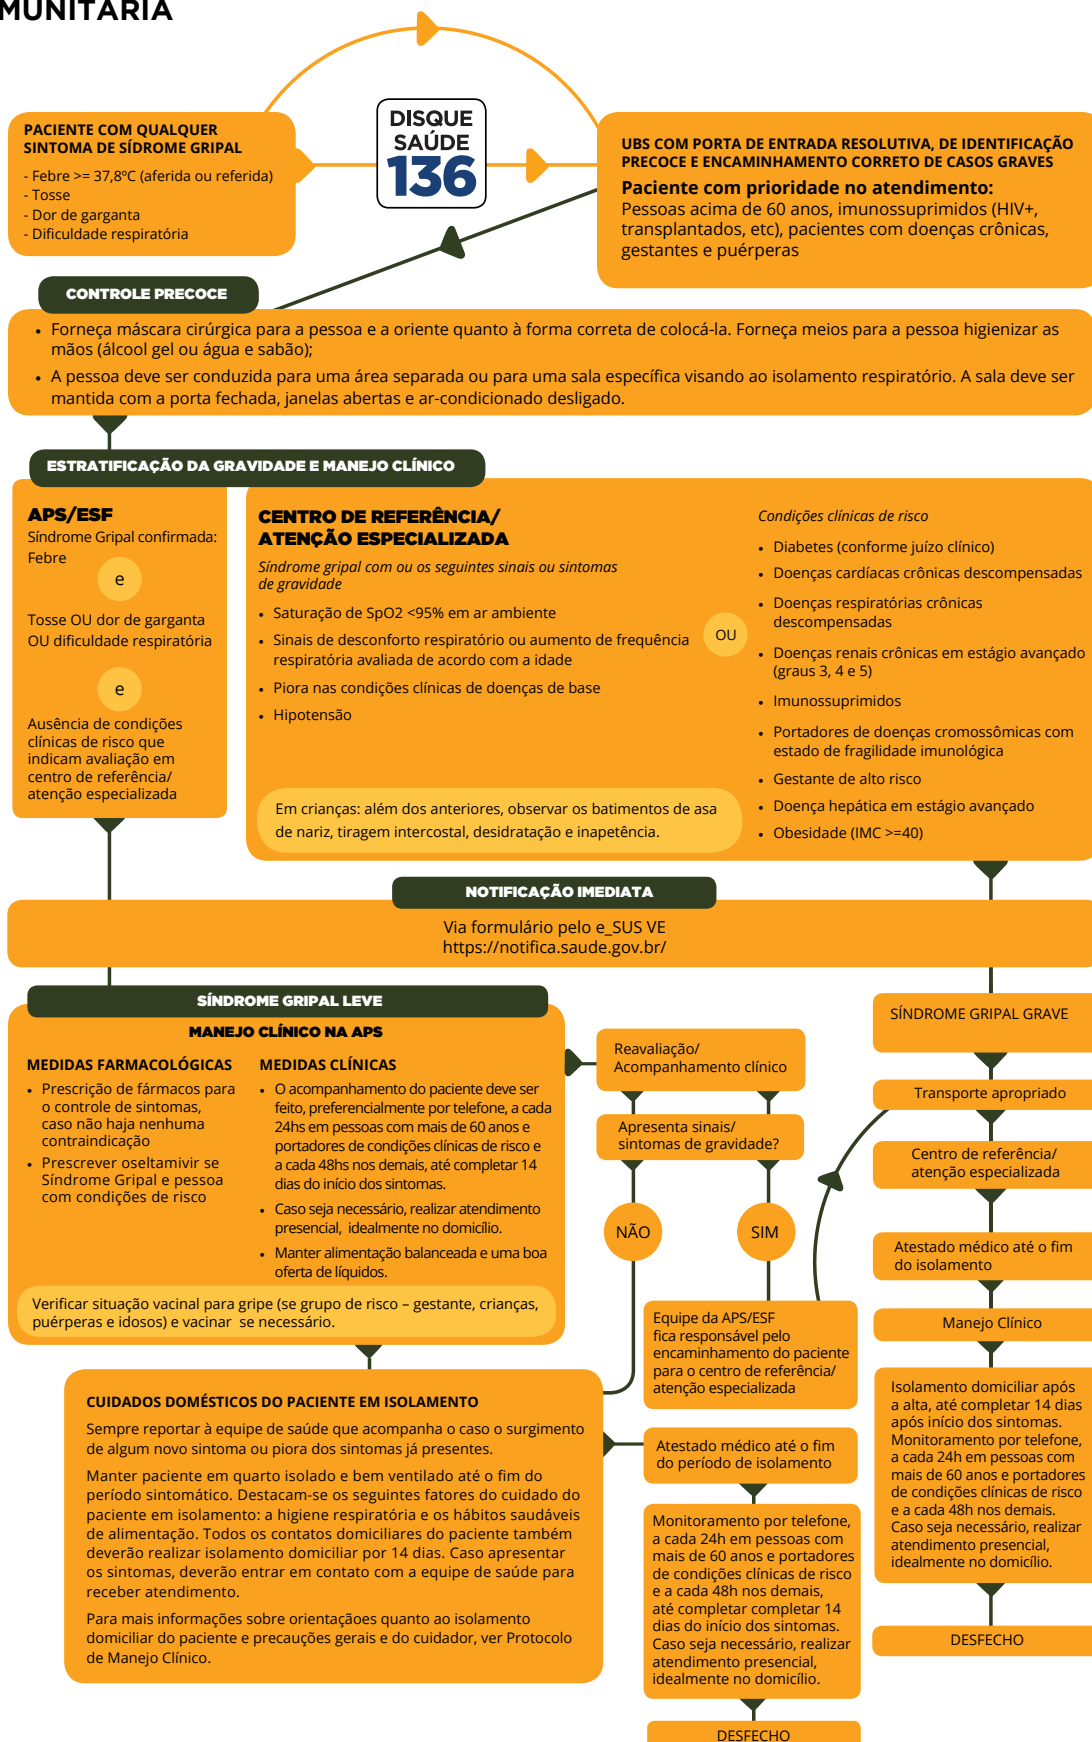 MUNITÁRIA
PACIENTE COM QUALQUER
SINTOMA DE SÍDROME GRIPAL
- Febre >= 37,8ºC (aferida ou referida)
- Tosse
- Dor de garganta
- Dificuldade respiratória
DISQUE
SAÚDE
136
UBS COM PORTA DE ENTRADA RESOLUTIVA, DE IDENTIFICAÇÃO
PRECOCE E ENCAMINHAMENTO CORRETO DE CASOS GRAVES
Paciente com prioridade no atendimento:
Pessoas acima de 60 anos, imunossuprimidos (HIV+,
transplantados, etc), pacientes com doenças crônicas,
gestantes e puérperas
CONTROLE PRECOCE
• Forneça máscara cirúrgica para a pessoa e a oriente quanto à forma correta de colocá-la. Forneça meios para a pessoa higienizar as
mãos (álcool gel ou água e sabão);
• A pessoa deve ser conduzida para uma área separada ou para uma sala específica visando ao isolamento respiratório. A sala deve ser
mantida com a porta fechada, janelas abertas e ar-condicionado desligado.
ESTRATIFICAÇÃO DA GRAVIDADE E MANEJO CLÍNICO
APS/ESF
Síndrome Gripal confirmada:
Febre
e
Tosse OU dor de garganta
OU dificuldade respiratória
e
Ausência de condições
clínicas de risco que
indicam avaliação em
centro de referência/
atenção especializada
CENTRO DE REFERÊNCIA/
ATENÇÃO ESPECIALIZADA
Síndrome gripal com ou os seguintes sinais ou sintomas
de gravidade
• Saturação de SpO2 <95% em ar ambiente
• Sinais de desconforto respiratório ou aumento de frequência
respiratória avaliada de acordo com a idade
• Piora nas condições clínicas de doenças de base
• Hipotensão
Em crianças: além dos anteriores, observar os batimentos de asa
de nariz, tiragem intercostal, desidratação e inapetência.
OU
Condições clínicas de risco
• Diabetes (conforme juízo clínico)
• Doenças cardíacas crônicas descompensadas
• Doenças respiratórias crônicas
descompensadas
• Doenças renais crônicas em estágio avançado
(graus 3, 4 e 5)
• Imunossuprimidos
• Portadores de doenças cromossômicas com
estado de fragilidade imunológica
• Gestante de alto risco
• Doença hepática em estágio avançado
• Obesidade (IMC >=40)
NOTIFICAÇÃO IMEDIATA
Via formulário pelo e_SUS VE
https://notifica.saude.gov.br/
SÍNDROME GRIPAL LEVE
MANEJO CLÍNICO NA APS
MEDIDAS FARMACOLÓGICAS
• Prescrição de fármacos para
o controle de sintomas,
caso não haja nenhuma
contraindicação
• Prescrever oseltamivir se
Síndrome Gripal e pessoa
com condições de risco
MEDIDAS CLÍNICAS
• O acompanhamento do paciente deve ser
feito, preferencialmente por telefone, a cada
24hs em pessoas com mais de 60 anos e
portadores de condições clínicas de risco e
a cada 48hs nos demais, até completar 14
dias do início dos sintomas.
• Caso seja necessário, realizar atendimento
presencial, idealmente no domicílio.
• Manter alimentação balanceada e uma boa
oferta de líquidos.
Verificar situação vacinal para gripe (se grupo de risco – gestante, crianças,
puérperas e idosos) e vacinar se necessário.
Reavaliação/
Acompanhamento clínico
Apresenta sinais/
sintomas de gravidade?
NÃO
SIM
Equipe da APS/ESF
fica responsável pelo
encaminhamento do paciente
para o centro de referência/
atenção especializada
SÍNDROME GRIPAL GRAVE
Transporte apropriado
Centro de referência/
atenção especializada
Atestado médico até o fim
do isolamento
Manejo Clínico
Isolamento domiciliar após
a alta, até completar 14 dias
após início dos sintomas.
Monitoramento por telefone,
a cada 24h em pessoas com
mais de 60 anos e portadores
de condições clínicas de risco
e a cada 48h nos demais.
Caso seja necessário, realizar
atendimento presencial,
idealmente no domicílio.
DESFECHO
CUIDADOS DOMÉSTICOS DO PACIENTE EM ISOLAMENTO
Sempre reportar à equipe de saúde que acompanha o caso o surgimento
de algum novo sintoma ou piora dos sintomas já presentes.
Manter paciente em quarto isolado e bem ventilado até o fim do
período sintomático. Destacam-se os seguintes fatores do cuidado do
paciente em isolamento: a higiene respiratória e os hábitos saudáveis
de alimentação. Todos os contatos domiciliares do paciente também
deverão realizar isolamento domiciliar por 14 dias. Caso apresentar
os sintomas, deverão entrar em contato com a equipe de saúde para
receber atendimento.
Para mais informações sobre orientaçãoes quanto ao isolamento
domiciliar do paciente e precauções gerais e do cuidador, ver Protocolo
de Manejo Clínico.
Atestado médico até o fim
do período de isolamento
Monitoramento por telefone,
a cada 24h em pessoas com
mais de 60 anos e portadores
de condições clínicas de risco
e a cada 48h nos demais,
até completar completar 14
dias do início dos sintomas.
Caso seja necessário, realizar
atendimento presencial,
idealmente no domicílio.
DESFECHO